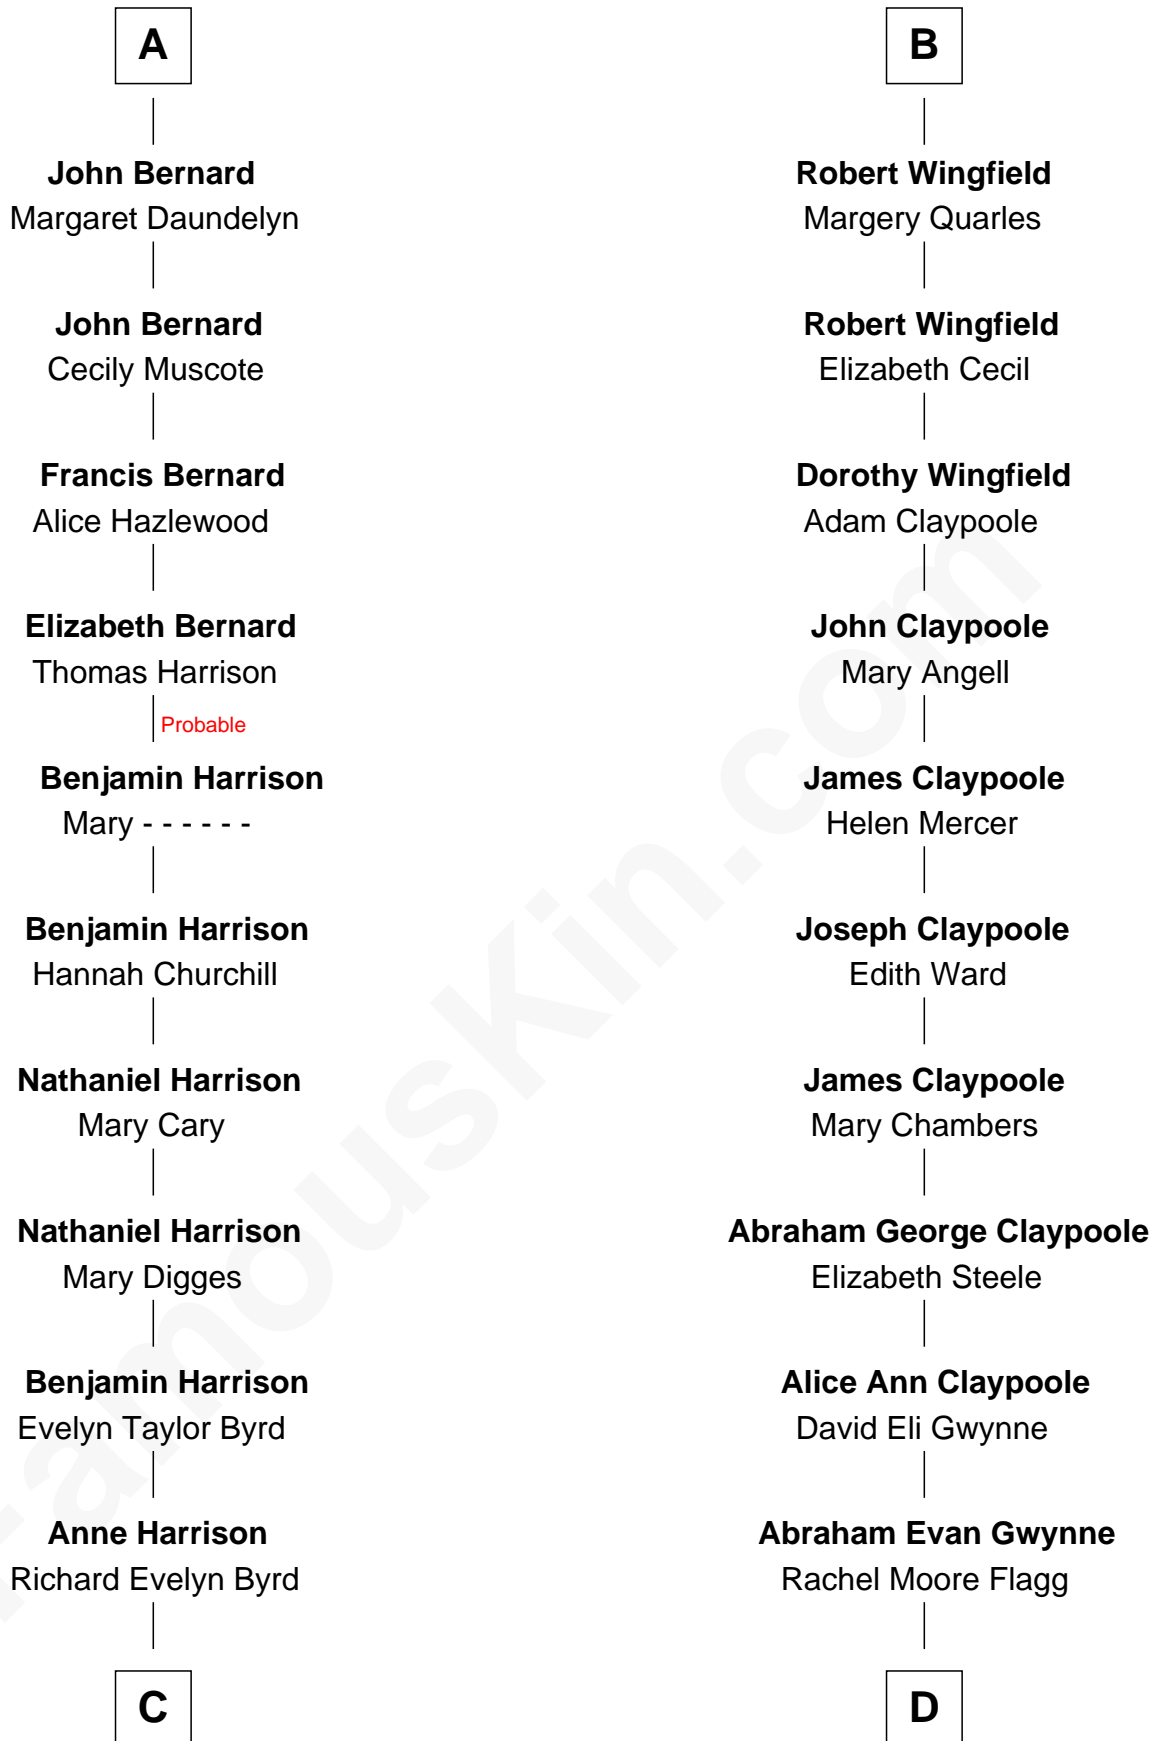 A
John Bernard
Margaret Daundelyn
John Bernard
Cecily Muscote
Francis Bernard
Alice Hazlewood
Elizabeth Bernard
Thomas Harrison
Probable
Benjamin Harrison
Mary - - - - - -
Benjamin Harrison
Hannah Churchill
Nathaniel Harrison
Mary Cary
Nathaniel Harrison
Mary Digges
Benjamin Harrison
Evelyn Taylor Byrd
Anne Harrison
Richard Evelyn Byrd
C
B
Robert Wingfield
Margery Quarles
Robert Wingfield
Elizabeth Cecil
Dorothy Wingfield
Adam Claypoole
John Claypoole
Mary Angell
James Claypoole
Helen Mercer
Joseph Claypoole
Edith Ward
James Claypoole
Mary Chambers
Abraham George Claypoole
Elizabeth Steele
Alice Ann Claypoole
David Eli Gwynne
Abraham Evan Gwynne
Rachel Moore Flagg
D
FamousKin.com